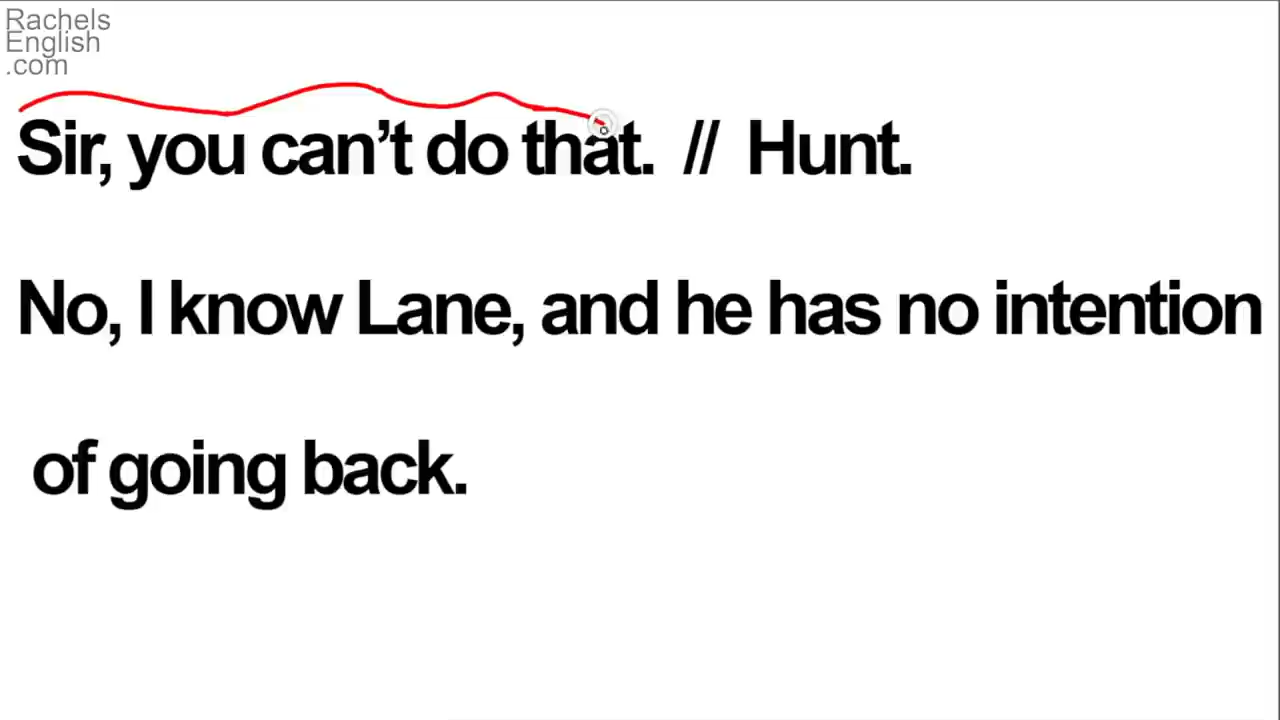 Rachels
English
.com
Sir, you can't do that. // Hunt.
No, I know Lane, and he has no intention
of going back.